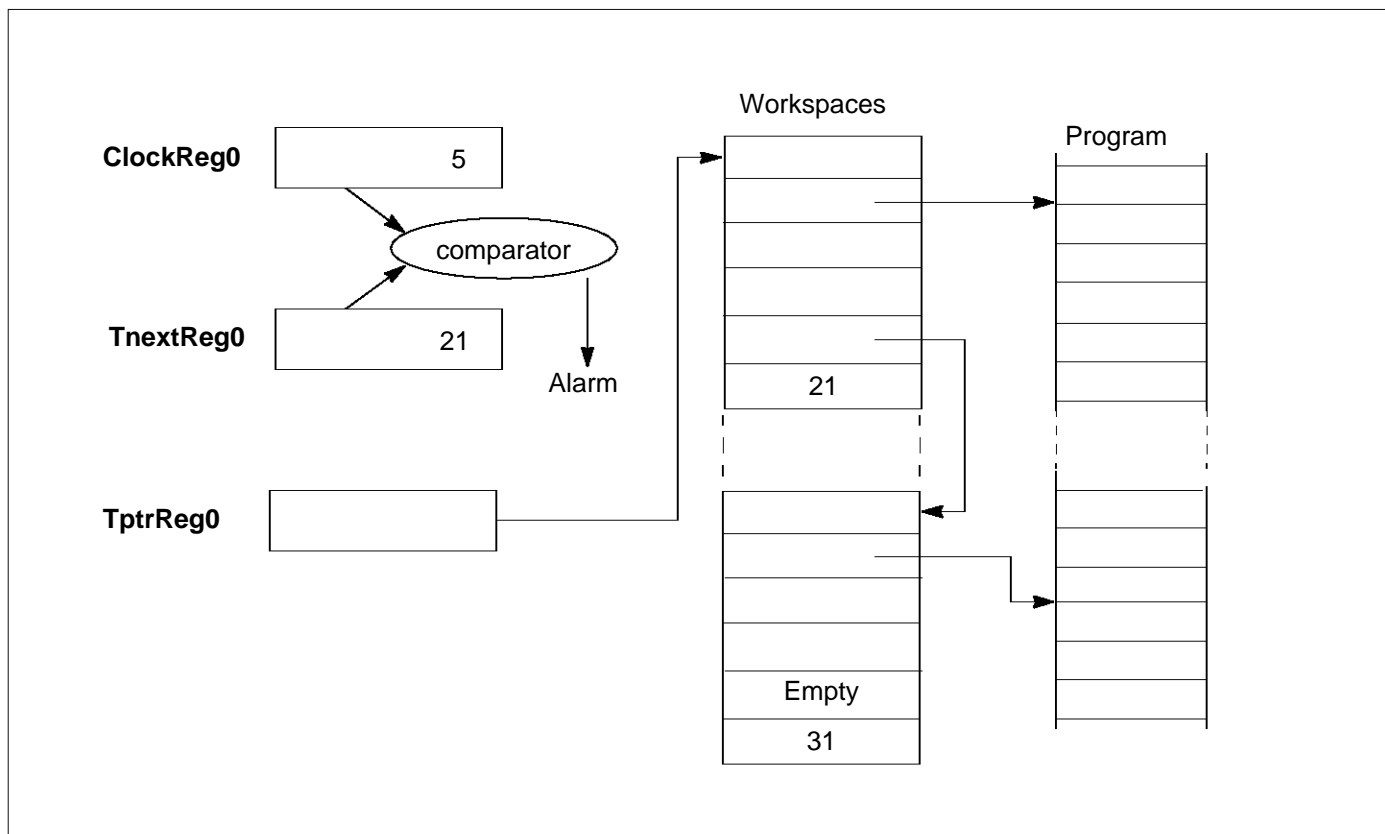 Workspaces
Program
ClockReg0
5
comparator
TnextReg0
21
Alarm
21
TptrReg0
Empty
31